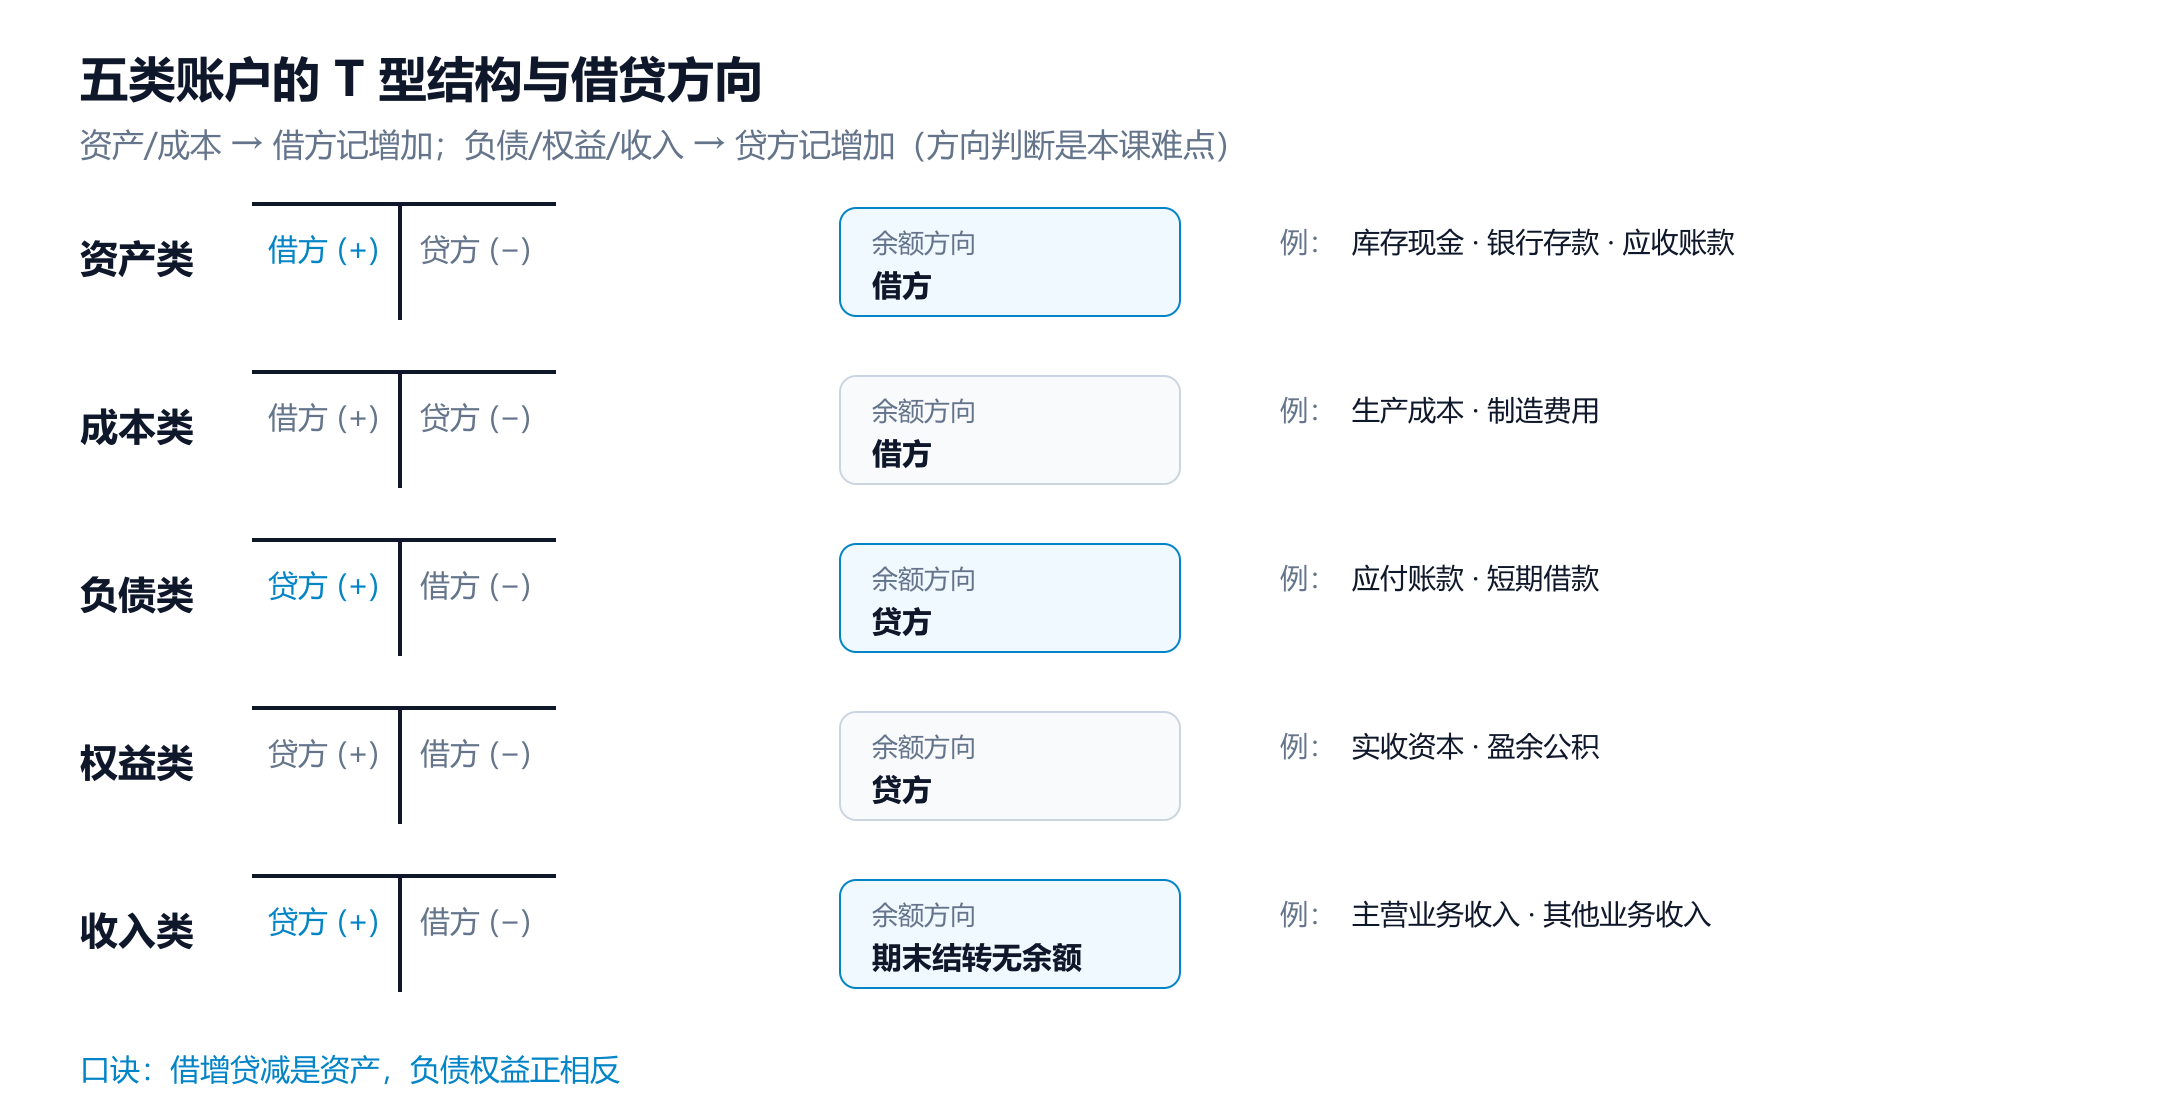 五类账户的 T 型结构与借贷方向
资产/成本 → 借方记增加；负债/权益/收入 → 贷方记增加（方向判断是本课难点）
资产类
借方 (+)
贷方 (−)
余额方向
借方
例： 库存现金 · 银行存款 · 应收账款
成本类
借方 (+)
贷方 (−)
余额方向
借方
例： 生产成本 · 制造费用
负债类
贷方 (+)
借方 (−)
余额方向
贷方
例： 应付账款 · 短期借款
权益类
贷方 (+)
借方 (−)
余额方向
贷方
例： 实收资本 · 盈余公积
收入类
贷方 (+)
借方 (−)
余额方向
期末结转无余额
例： 主营业务收入 · 其他业务收入
口诀：借增贷减是资产，负债权益正相反